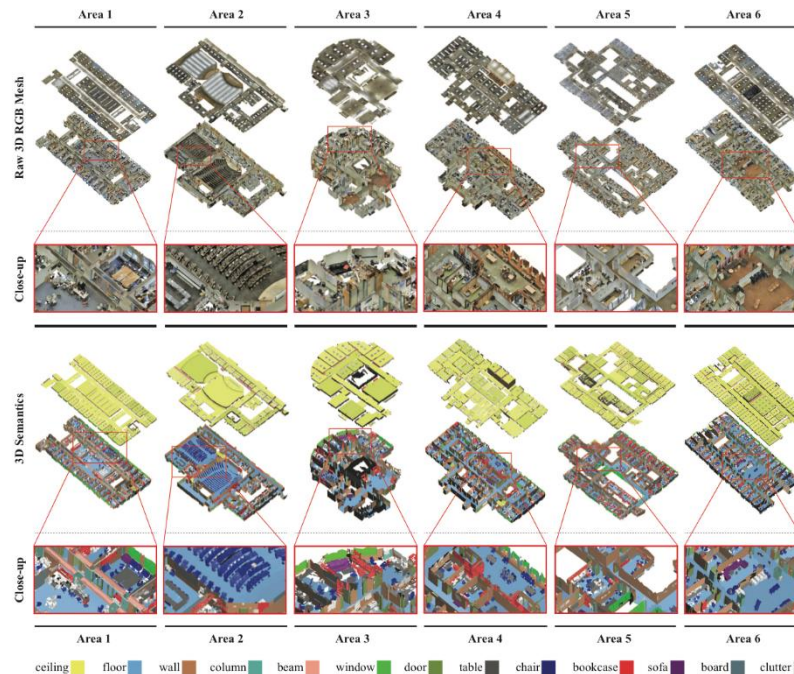 Area 1 Area 2 Area 3 Area 4 Area 5 Area 6
Raw 3D RGB Mesh
Close-up
3D Semantics
Close-up
Area 1 Area 2 Area 3 Area 4 Area 5 Area 6
ceiling floor wall column beam window door table chair bookcase sofa board clutter